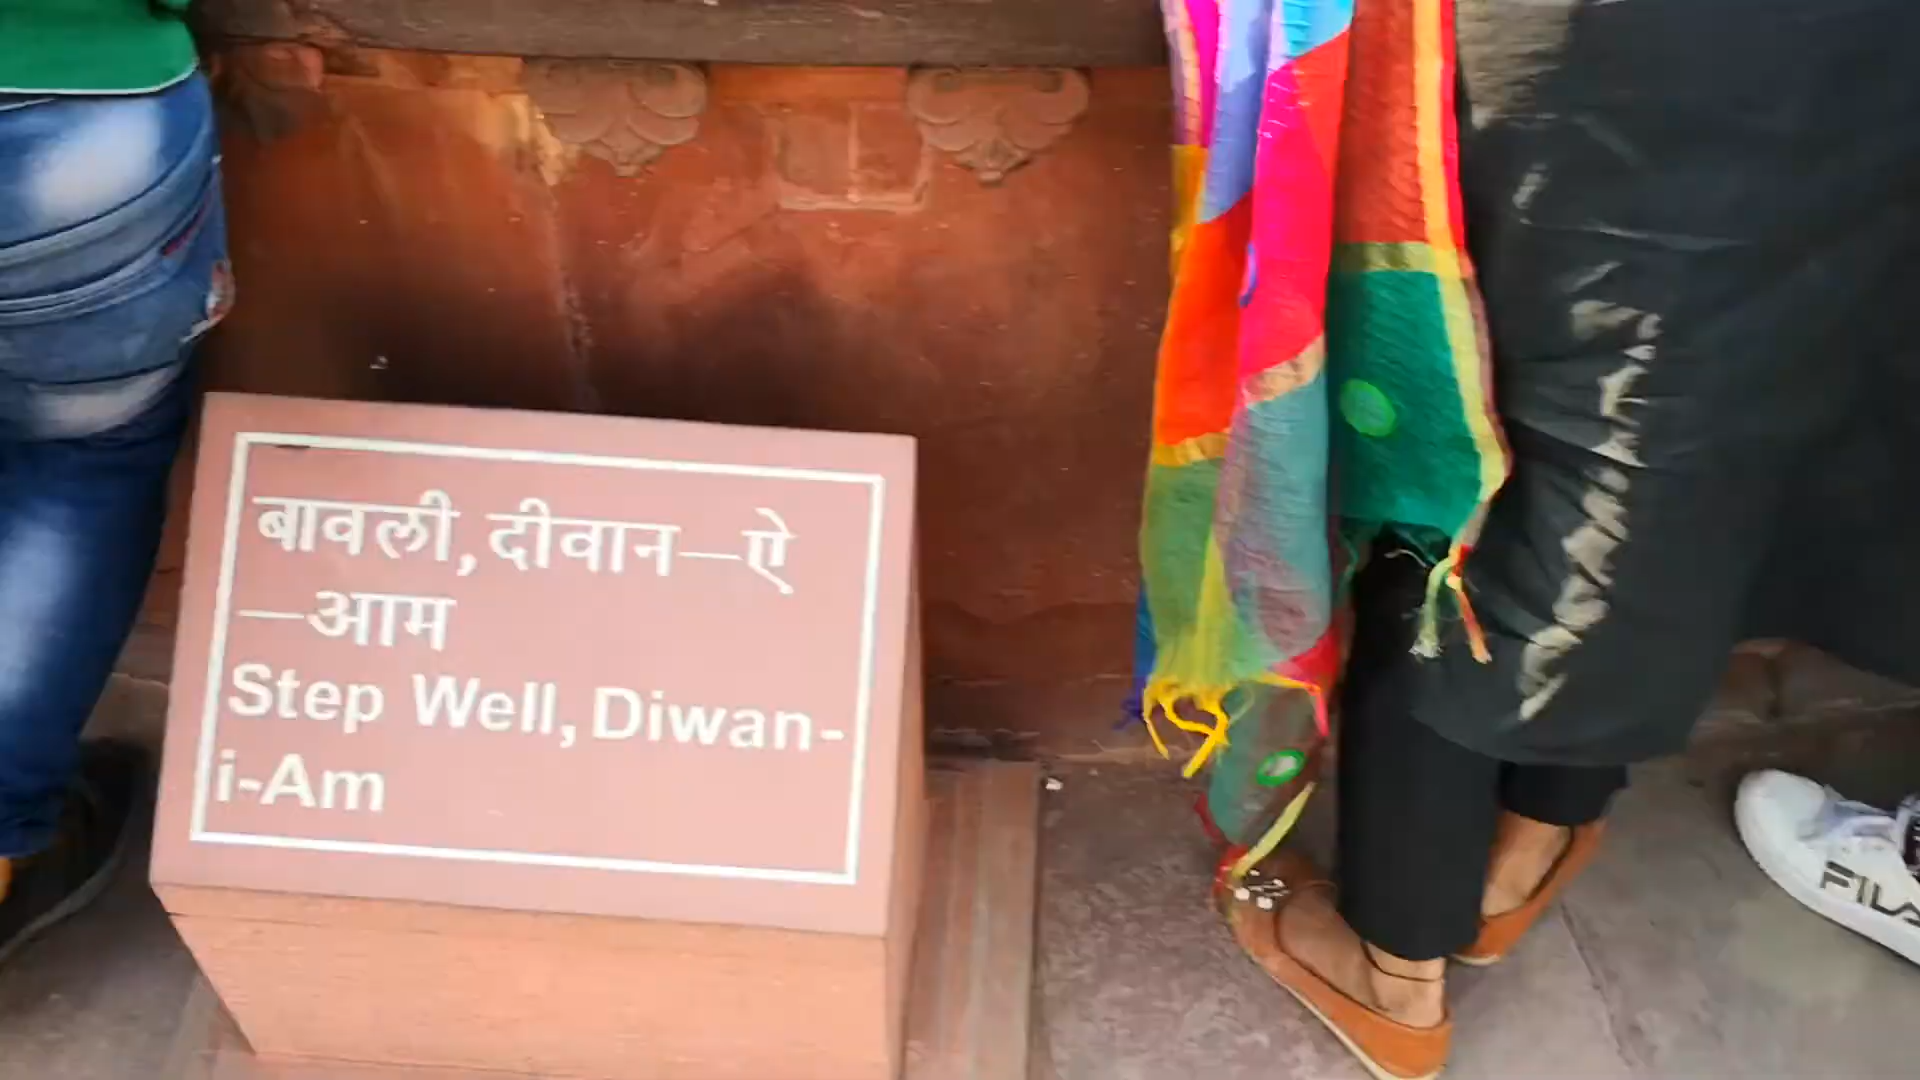 बावली, दीवान–ऐ
–आम
Step Well, Diwan-
i-Am
FILA